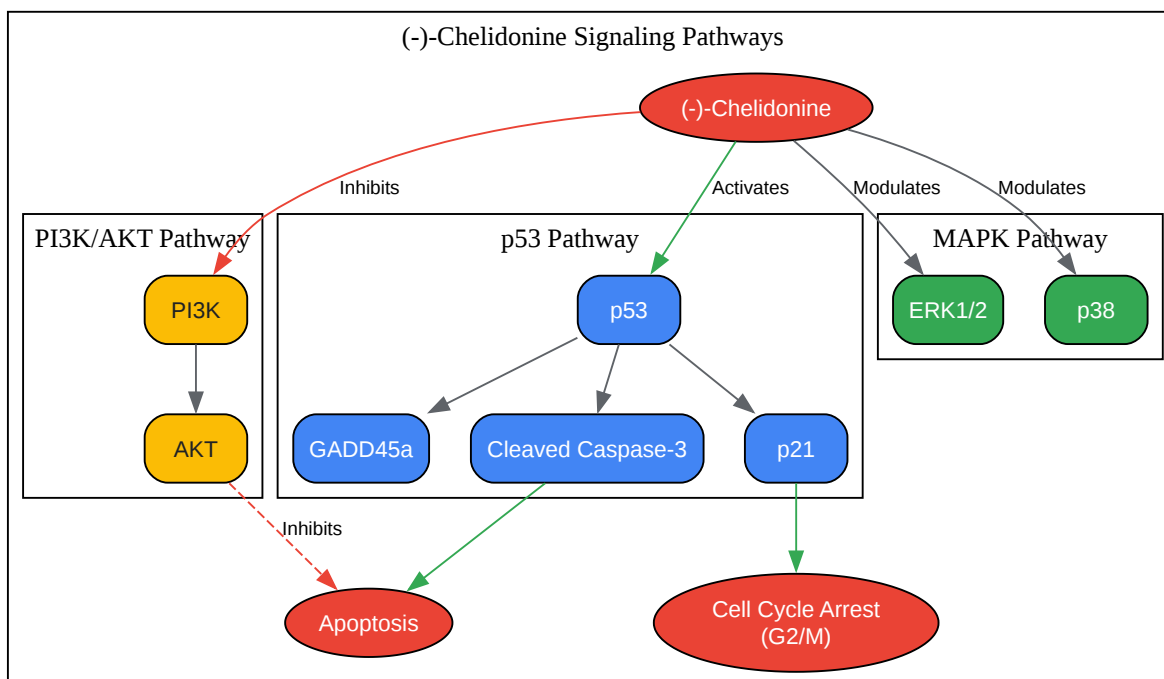 (-)-Chelidonine Signaling Pathways
(-)-Chelidonine
Inhibits
Activates
Modulates
Modulates
PI3K/AKT Pathway
p53 Pathway
MAPK Pathway
PI3K
p53
ERK1/2
p38
AKT
GADD45a
Cleaved Caspase-3
p21
Inhibits
Apoptosis
Cell Cycle Arrest
(G2/M)